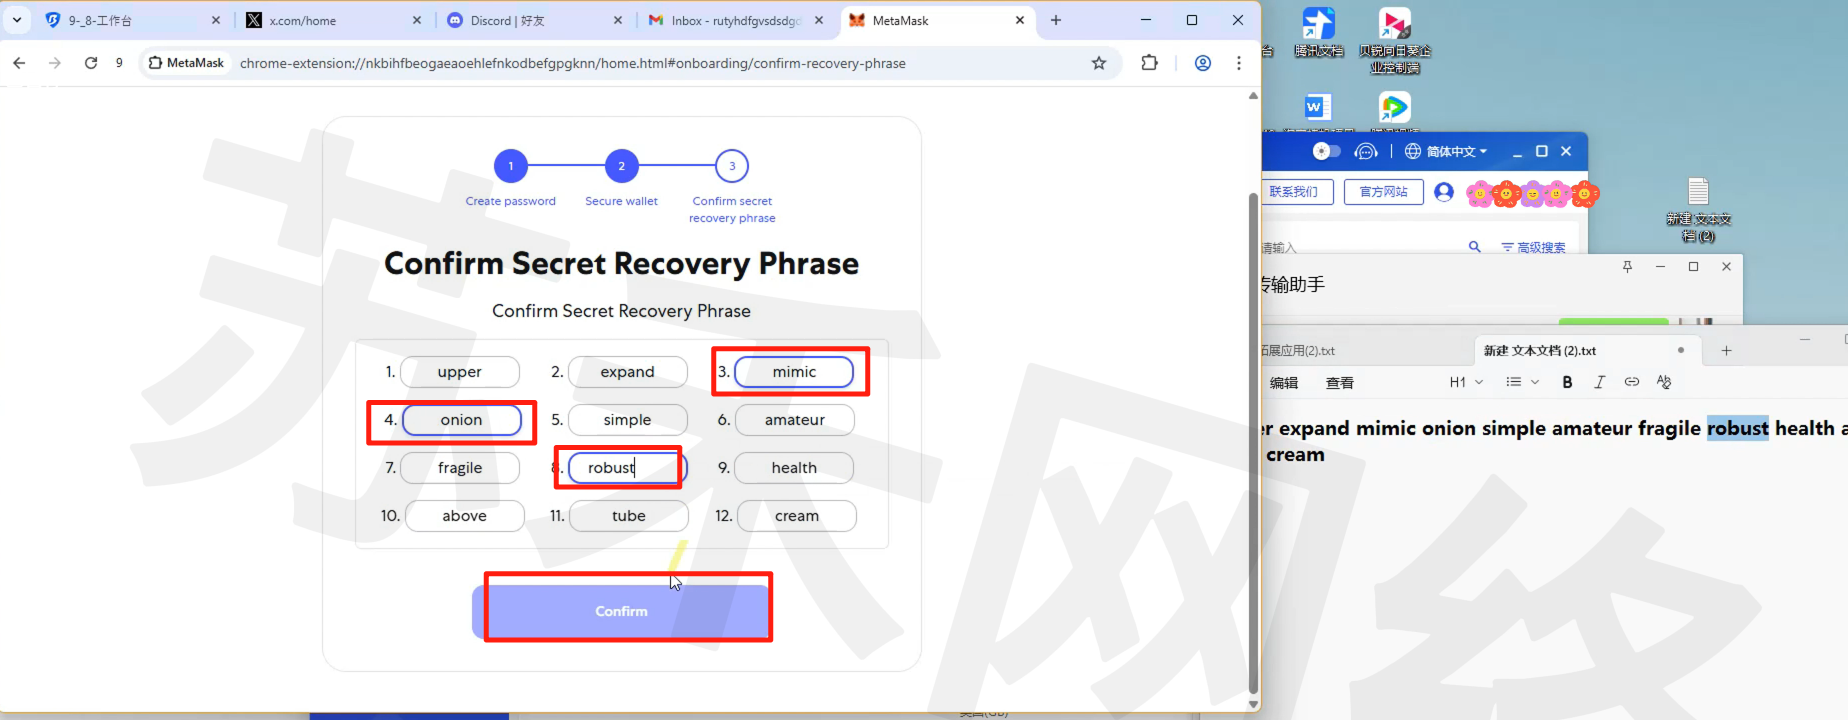 9-_8-工作台
x.com/home
Discord | 好友
Inbox - rutyhdfgvsdsdgd
MetaMask
9
MetaMask
chrome-extension://nkbihfbeogaeaoehlefnkodbefgpgknn/home.html#onboarding/confirm-recovery-phrase
1
2
3
Create password
Secure wallet
Confirm secret
recovery phrase
Confirm Secret Recovery Phrase
Confirm Secret Recovery Phrase
1. upper
2. expand
3. mimic
4. onion
5. simple
6. amateur
7. fragile
8. robust
9. health
10. above
11. tube
12. cream
Confirm
腾讯文档
贝锐向日葵企
业控制端
简体中文
联系我们
官方网站
请输入
高级搜索
新建 文本文
档 (2)
传输助手
拓展应用(2).txt
新建 文本文档 (2).txt
编辑
查看
H1
B
I
er expand mimic onion simple amateur fragile robust health a
cream
苏末网络